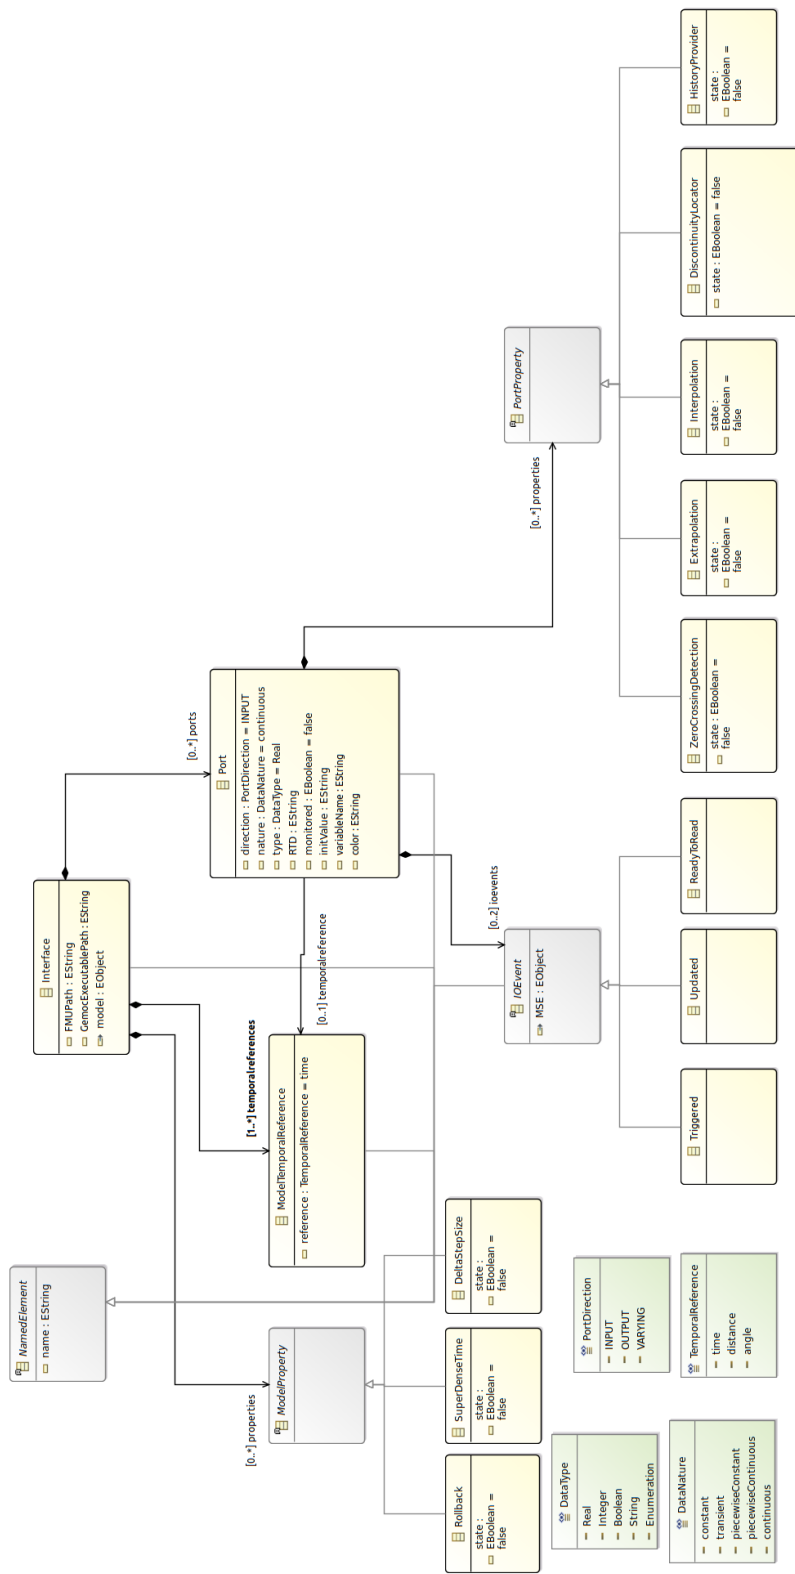 NamedElement
name : EString
Interface
FMUPath : EString
GemocExecutablePath : EString
model : EObject
[0..*] ports
[0..*] properties
[1..*] temporalreferences
ModelProperty
ModelTemporalReference
reference : TemporalReference = time
[0..1] temporalreference
Port
direction : PortDirection = INPUT
nature : DataNature = continuous
type : DataType = Real
RTD : EString
monitored : EBoolean = false
initValue : EString
variableName : EString
color : EString
[0..2] ioevents
[0..*] properties
Rollback
state :
EBoolean =
false
SuperDenseTime
state :
EBoolean =
false
DeltaStepSize
state :
EBoolean =
false
IOEvent
MSE : EObject
PortProperty
DataType
Real
Integer
Boolean
String
Enumeration
PortDirection
INPUT
OUTPUT
VARYING
DataNature
constant
transient
piecewiseConstant
piecewiseContinuous
continuous
TemporalReference
time
distance
angle
Triggered
Updated
ReadyToRead
ZeroCrossingDetection
state : EBoolean =
false
Extrapolation
state :
EBoolean =
false
Interpolation
state :
EBoolean =
false
DiscontinuityLocator
state : EBoolean = false
HistoryProvider
state :
EBoolean =
false